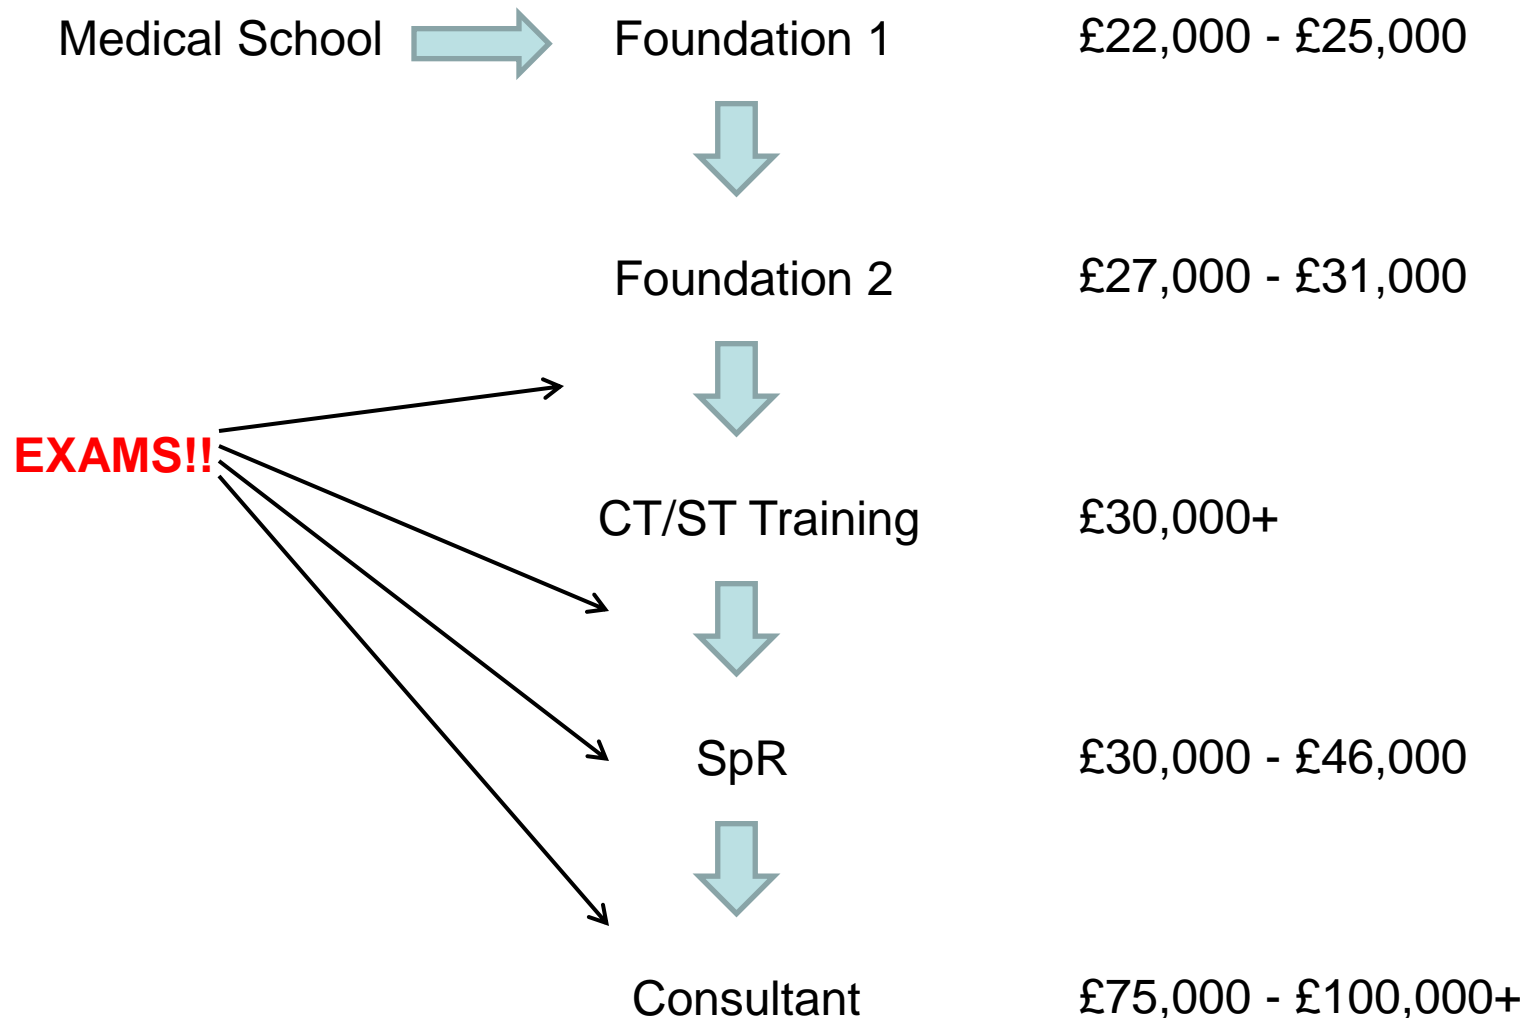 Medical School Foundation 1 £22,000 - £25,000
Foundation 2 £27,000 - £31,000
EXAMS!!
CT/ST Training £30,000+
SpR £30,000 - £46,000
Consultant £75,000 - £100,000+